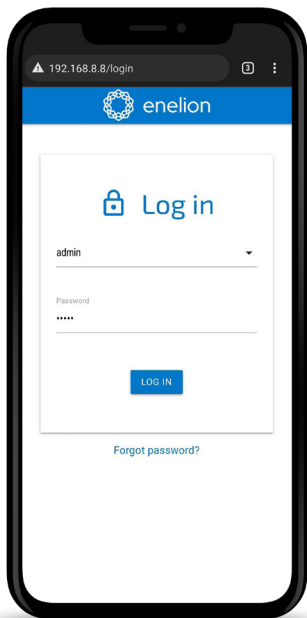 192.168.8.8/login
3
enelion
Log in
admin
Password
•••••
LOG IN
Forgot password?